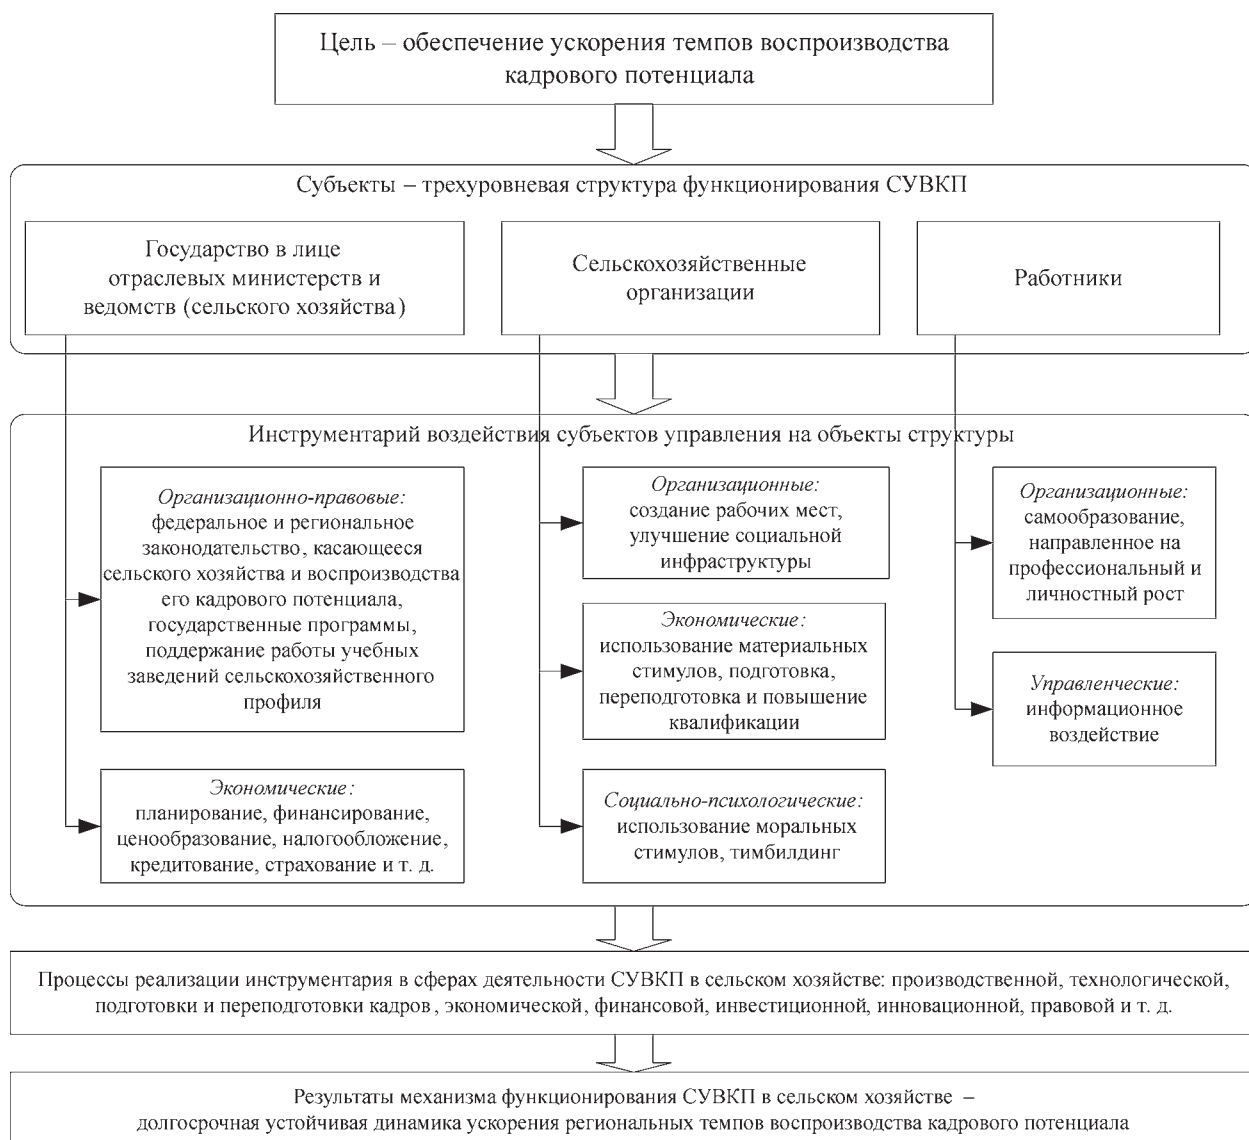 Цель – обеспечение ускорения темпов воспроизводства
кадрового потенциала
Субъекты – трехуровневая структура функционирования СУВКП
Государство в лице
отраслевых министерств и
ведомств (сельского хозяйства)
Сельскохозяйственные
организации
Работники
Инструментарий воздействия субъектов управления на объекты структуры
Организационно-правовые:
федеральное и региональное
законодательство, касающееся
сельского хозяйства и воспроизводства
его кадрового потенциала,
государственные программы,
поддержание работы учебных
заведений сельскохозяйственного
профиля
Экономические:
планирование, финансирование,
ценообразование, налогообложение,
кредитование, страхование и т. д.
Организационные:
создание рабочих мест,
улучшение социальной
инфраструктуры
Экономические:
использование материальных
стимулов, подготовка,
переподготовка и повышение
квалификации
Социально-психологические:
использование моральных
стимулов, тимбилдинг
Организационные:
самообразование,
направленное на
профессиональный и
личностный рост
Управленческие:
информационное
воздействие
Процессы реализации инструментария в сферах деятельности СУВКП в сельском хозяйстве: производственной, технологической,
подготовки и переподготовки кадров, экономической, финансовой, инвестиционной, инновационной, правовой и т. д.
Результаты механизма функционирования СУВКП в сельском хозяйстве –
долгосрочная устойчивая динамика ускорения региональных темпов воспроизводства кадрового потенциала